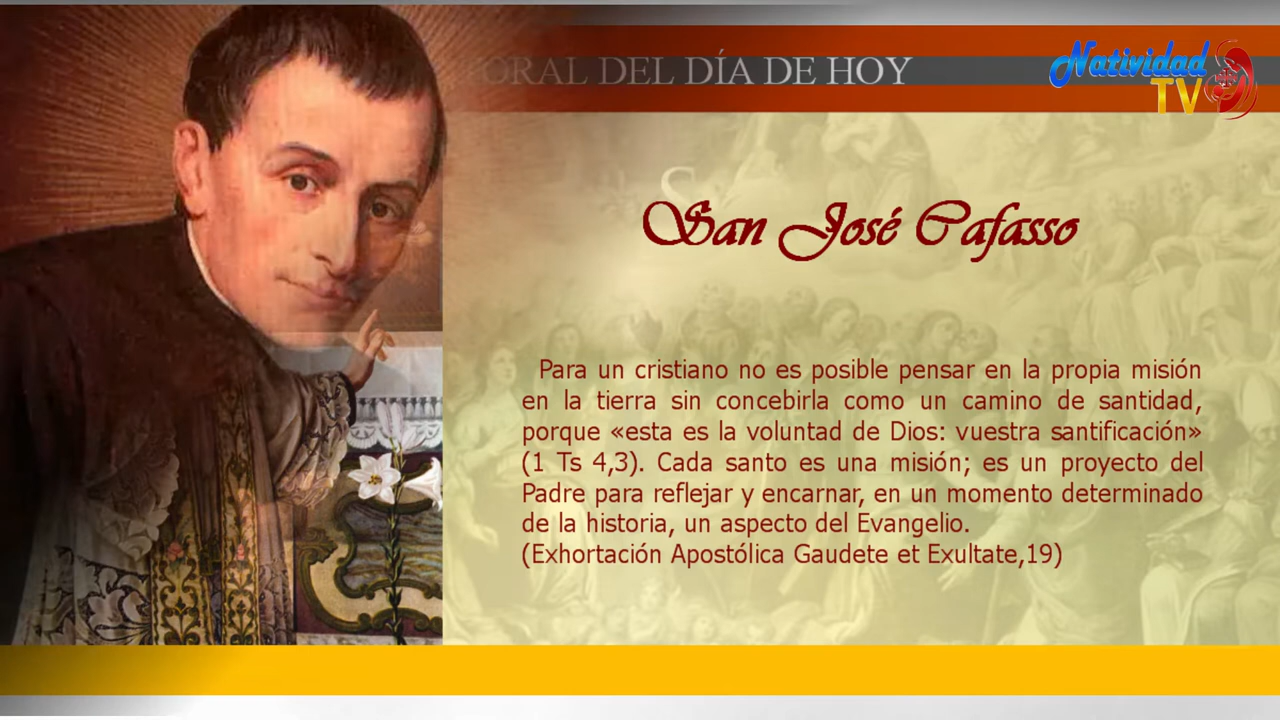 ORAL DEL DÍA DE HOY
Natividad
TV
San José Cafasso
Para un cristiano no es posible pensar en la propia misión
en la tierra sin concebirla como un camino de santidad,
porque «esta es la voluntad de Dios: vuestra santificación»
(1 Ts 4,3). Cada santo es una misión; es un proyecto del
Padre para reflejar y encarnar, en un momento determinado
de la historia, un aspecto del Evangelio.
(Exhortación Apostólica Gaudete et Exultate,19)